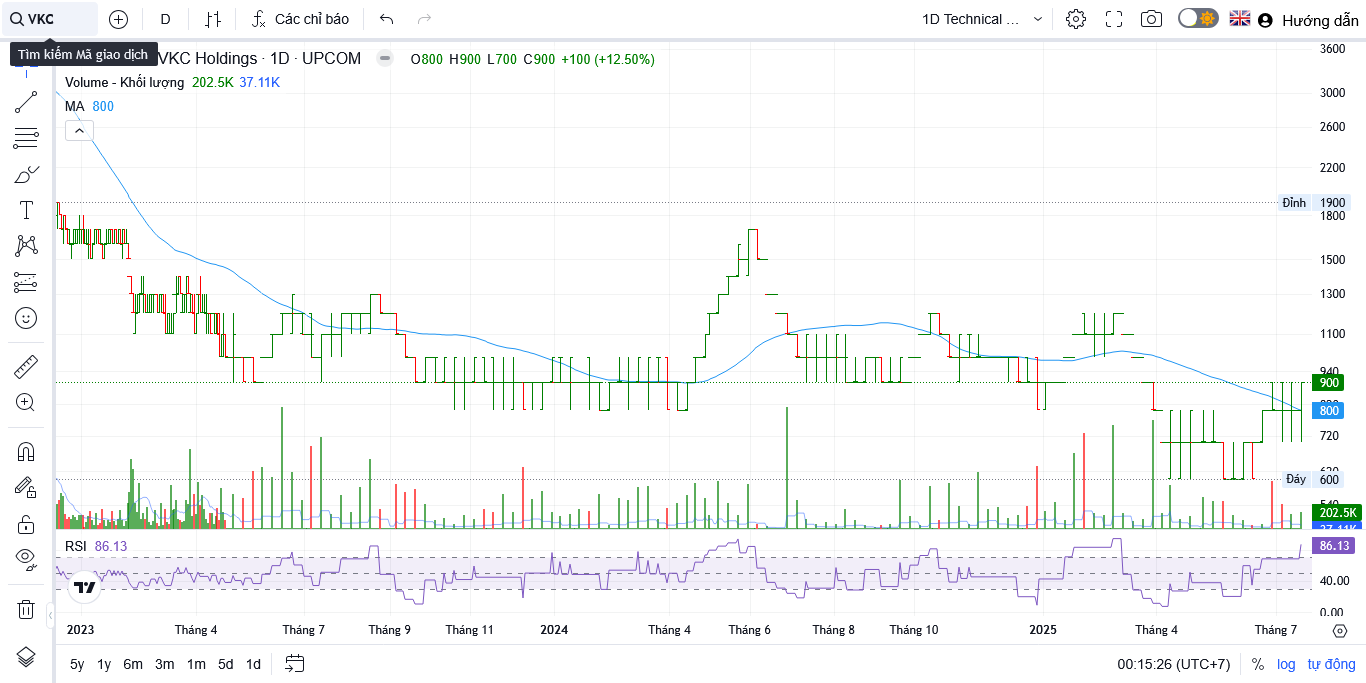 VKC D Các chỉ báo 1D Technical ... Hướng dẫn
Tìm kiếm Mã giao dịch
VKC Holdings · 1D · UPCOM O800 H900 L700 C900 +100 (+12.50%)
Volume - Khối lượng 202.5K 37.11K
MA 800
3600
3000
2600
2200
Đỉnh 1900
1800
1500
1300
1100
940
900
800
720
Đáy 600
540
202.5K
37.11K
RSI 86.13
86.13
40.00
0.00
2023 Tháng 4 Tháng 7 Tháng 9 Tháng 11 2024 Tháng 4 Tháng 6 Tháng 8 Tháng 10 2025 Tháng 4 Tháng 7
5y 1y 6m 3m 1m 5d 1d 00:15:26 (UTC+7) % log tự động